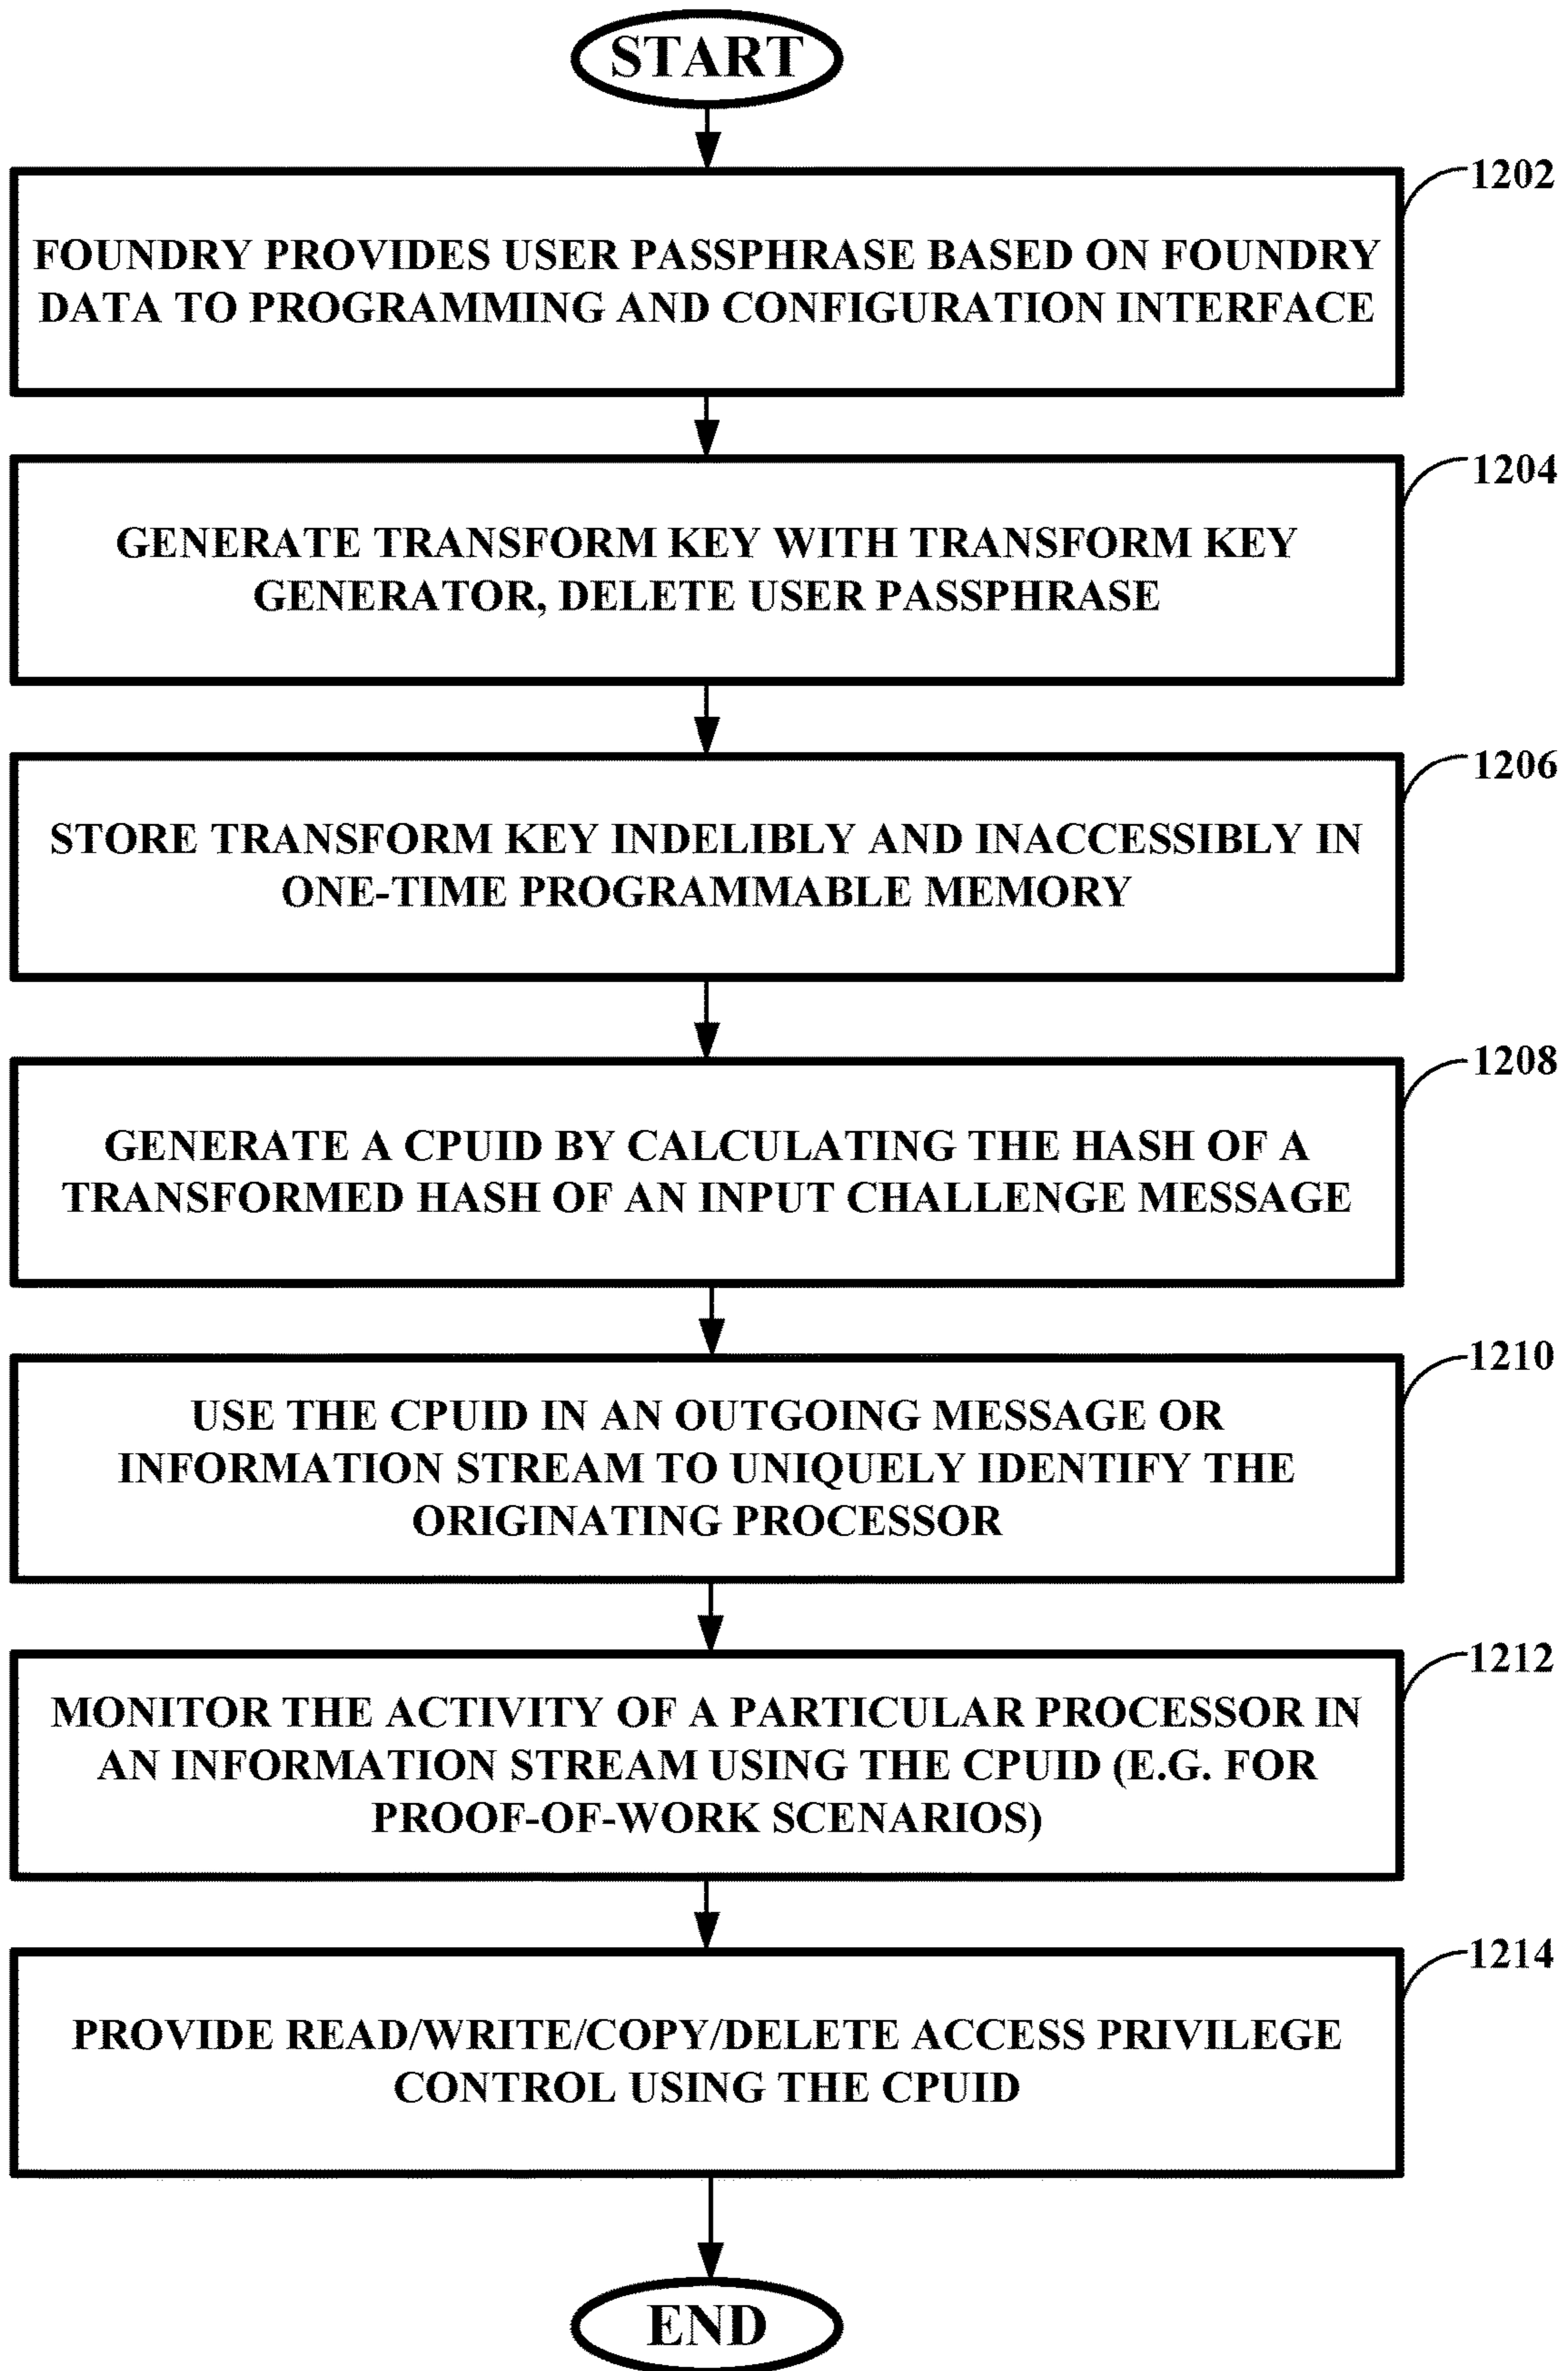 START
1202
FOUNDRY PROVIDES USER PASSPHRASE BASED ON FOUNDRY
DATA TO PROGRAMMING AND CONFIGURATION INTERFACE
1204
GENERATE TRANSFORM KEY WITH TRANSFORM KEY
GENERATOR, DELETE USER PASSPHRASE
1206
STORE TRANSFORM KEY INDELIBLY AND INACCESSIBLY IN
ONE-TIME PROGRAMMABLE MEMORY
1208
GENERATE A CPUID BY CALCULATING THE HASH OF A
TRANSFORMED HASH OF AN INPUT CHALLENGE MESSAGE
1210
USE THE CPUID IN AN OUTGOING MESSAGE OR
INFORMATION STREAM TO UNIQUELY IDENTIFY THE
ORIGINATING PROCESSOR
1212
MONITOR THE ACTIVITY OF A PARTICULAR PROCESSOR IN
AN INFORMATION STREAM USING THE CPUID (E.G. FOR
PROOF-OF-WORK SCENARIOS)
1214
PROVIDE READ/WRITE/COPY/DELETE ACCESS PRIVILEGE
CONTROL USING THE CPUID
END